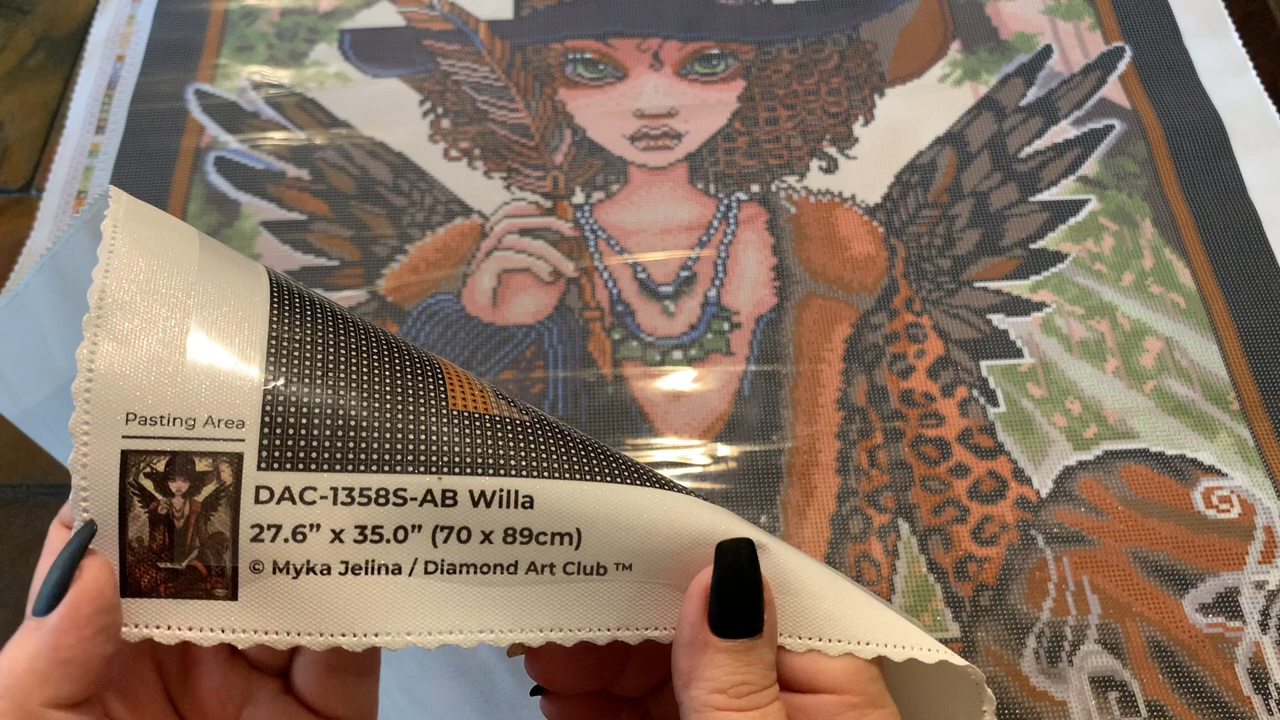 Pasting Area
DAC-1358S-AB Willa
27.6” x 35.0” (70 x 89cm)
© Myka Jelina / Diamond Art Club ™